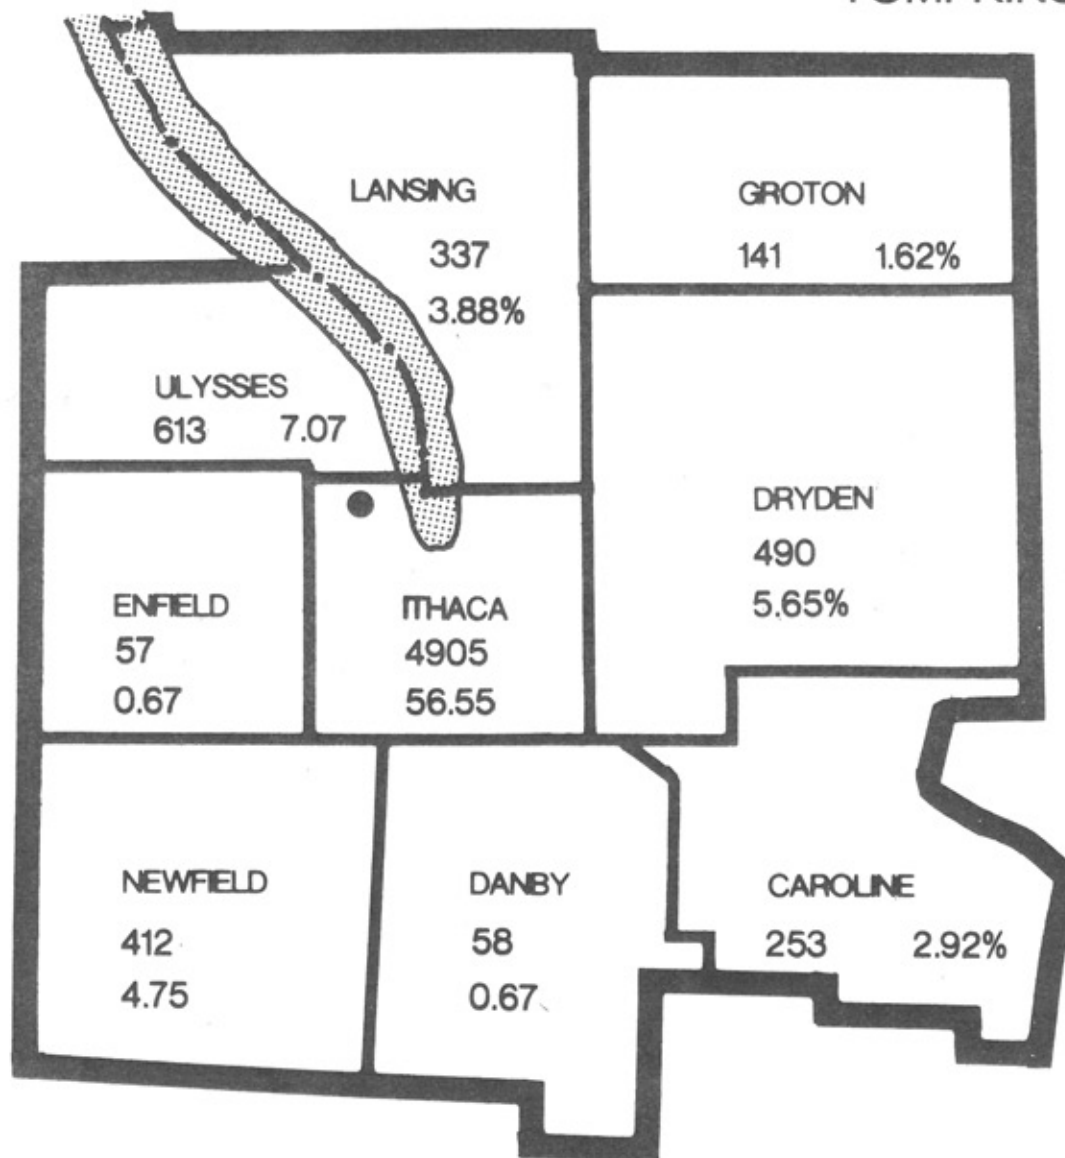 LANSING
337
3.88%
GROTON
141 1.62%
ULYSSES
613 7.07
DRYDEN
490
5.65%
ENFIELD
57
0.67
ITHACA
4905
56.55
NEWFIELD
412
4.75
DANBY
58
0.67
CAROLINE
253 2.92%